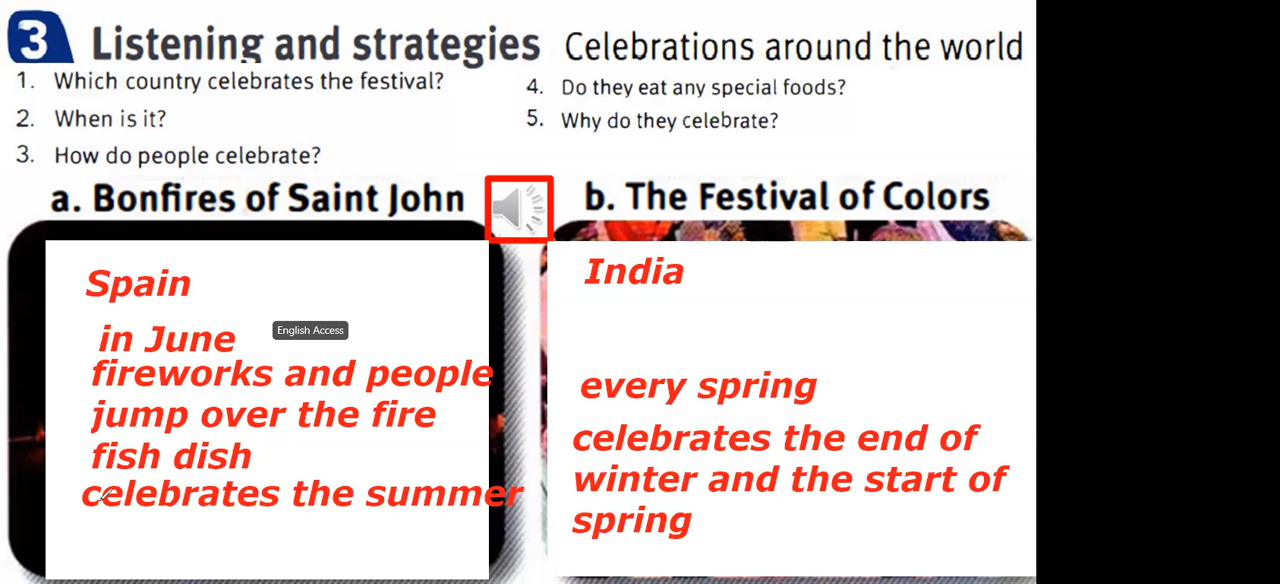 3 Listening and strategies Celebrations around the world
1. Which country celebrates the festival?
2. When is it?
3. How do people celebrate?
4. Do they eat any special foods?
5. Why do they celebrate?
a. Bonfires of Saint John
Spain
in June
English Access
fireworks and people
jump over the fire
fish dish
celebrates the summer
b. The Festival of Colors
India
every spring
celebrates the end of
winter and the start of
spring